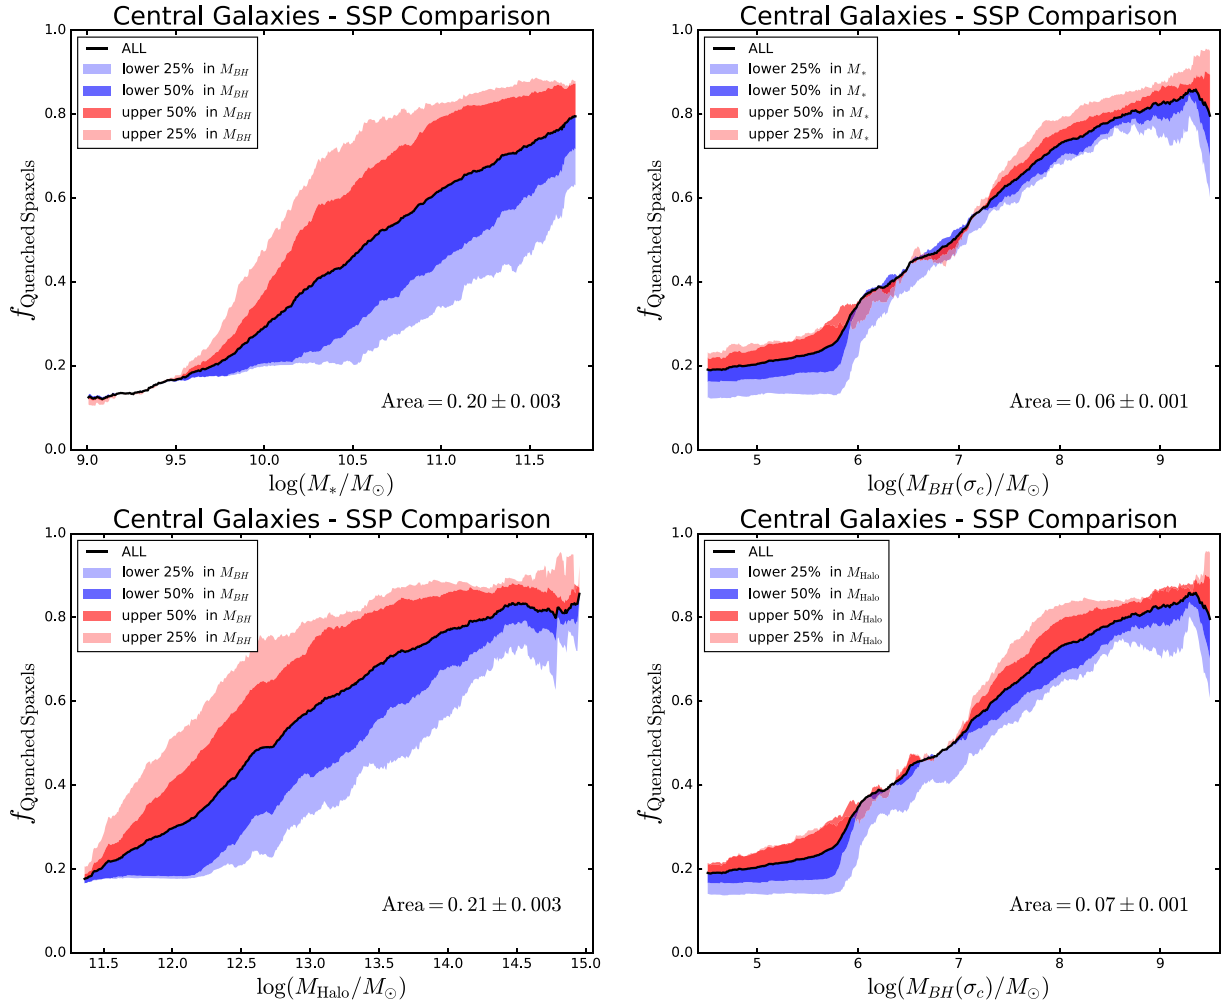 Central Galaxies - SSP Comparison
1.0
0.8
0.6
0.4
0.2
0.0
f_Quenched Spaxels
ALL
lower 25% in M_BH
lower 50% in M_BH
upper 50% in M_BH
upper 25% in M_BH
Area = 0.20 ± 0.003
9.0 9.5 10.0 10.5 11.0 11.5
log(M_*/M_⊙)
Central Galaxies - SSP Comparison
1.0
0.8
0.6
0.4
0.2
0.0
f_Quenched Spaxels
ALL
lower 25% in M_*
lower 50% in M_*
upper 50% in M_*
upper 25% in M_*
Area = 0.06 ± 0.001
5 6 7 8 9
log(M_BH(σ_c)/M_⊙)
Central Galaxies - SSP Comparison
1.0
0.8
0.6
0.4
0.2
0.0
f_Quenched Spaxels
ALL
lower 25% in M_BH
lower 50% in M_BH
upper 50% in M_BH
upper 25% in M_BH
Area = 0.21 ± 0.003
11.5 12.0 12.5 13.0 13.5 14.0 14.5 15.0
log(M_Halo/M_⊙)
Central Galaxies - SSP Comparison
1.0
0.8
0.6
0.4
0.2
0.0
f_Quenched Spaxels
ALL
lower 25% in M_Halo
lower 50% in M_Halo
upper 50% in M_Halo
upper 25% in M_Halo
Area = 0.07 ± 0.001
5 6 7 8 9
log(M_BH(σ_c)/M_⊙)